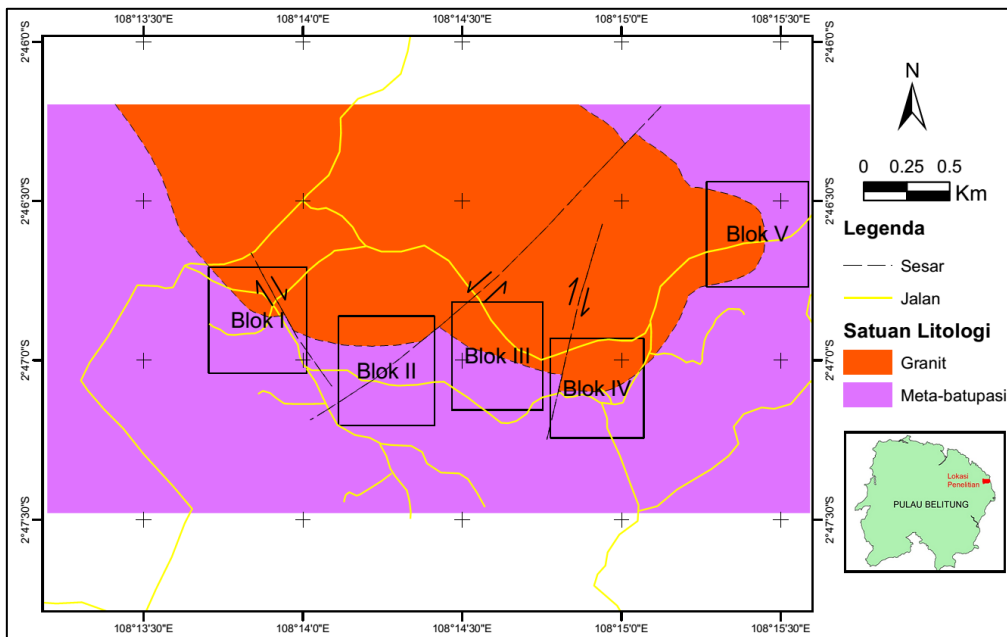 108°13'30"E 108°14'0"E 108°14'30"E 108°15'0"E 108°15'30"E
2°46'0"S 2°46'0"S
N
0 0.25 0.5
Km
2°46'30"S 2°46'30"S
Legenda
Blok V
Sesar
Jalan
Blok I
Satuan Litologi
Blok III
2°47'0"S 2°47'0"S
Granit
Blok II
Blok IV
Meta-batupasi
Lokasi
Penelitian
PULAU BELITUNG
2°47'30"S 2°47'30"S
108°13'30"E 108°14'0"E 108°14'30"E 108°15'0"E 108°15'30"E